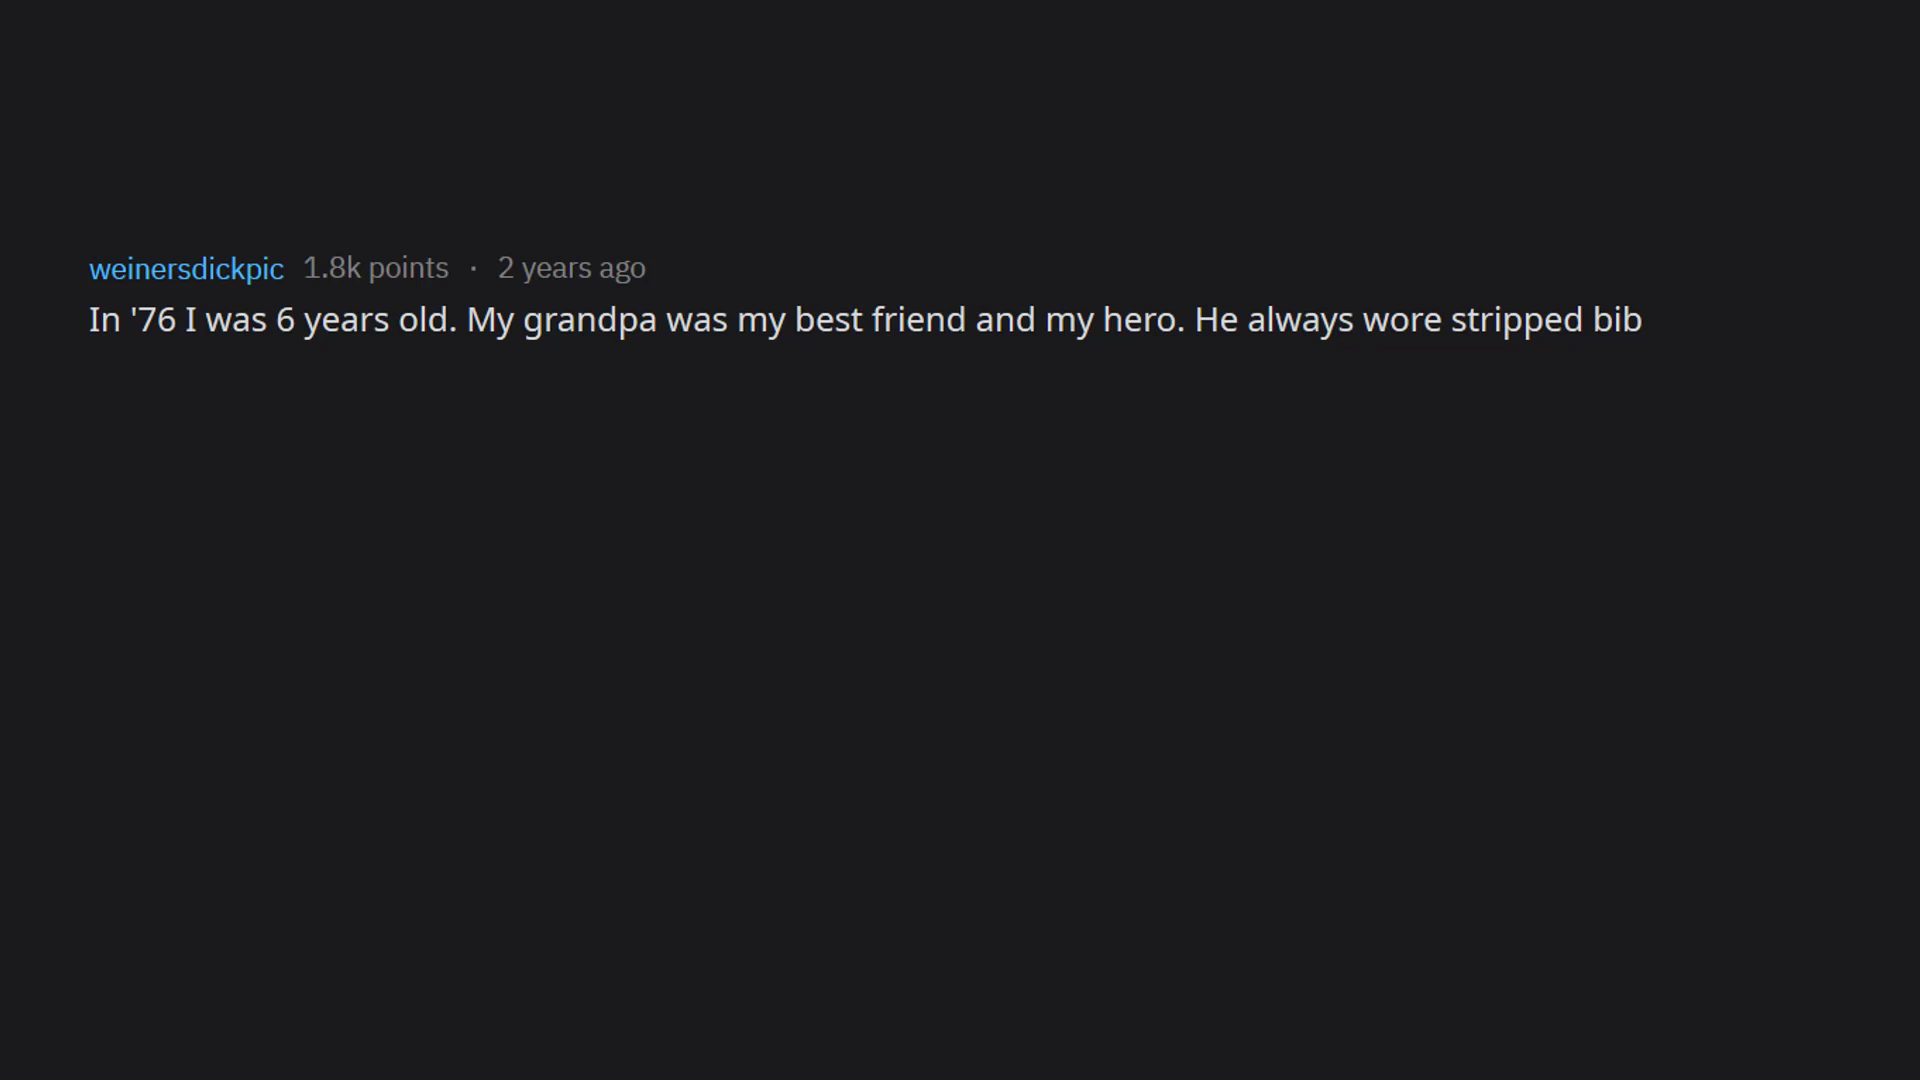 weinersdickpic 1.8k points · 2 years ago
In '76 I was 6 years old. My grandpa was my best friend and my hero. He always wore stripped bib